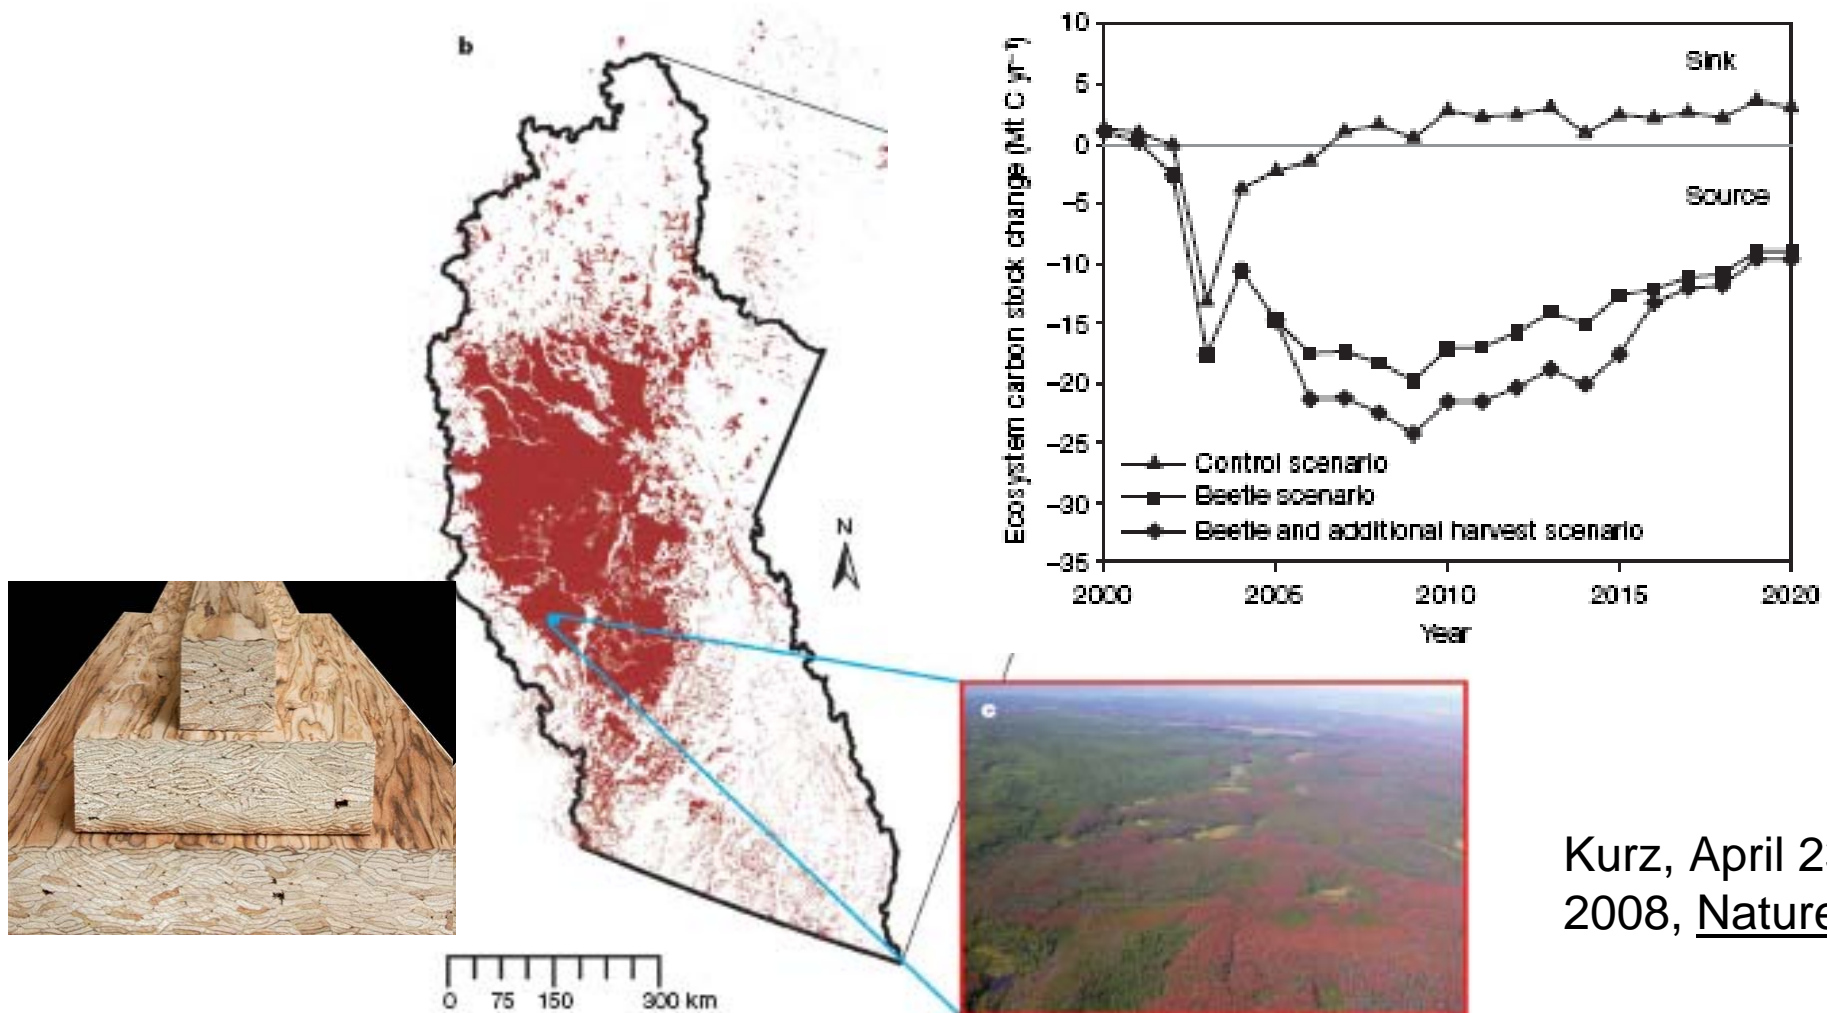 b
N
0 75 150 300 km
c
Ecosystem carbon stock change (Mt C yr⁻¹)
10
5
0
–5
–10
–15
–20
–25
–30
–35
Sink
Source
Control scenario
Beetle scenario
Beetle and additional harvest scenario
2000 2005 2010 2015 2020
Year
Kurz, April
2008, Nature